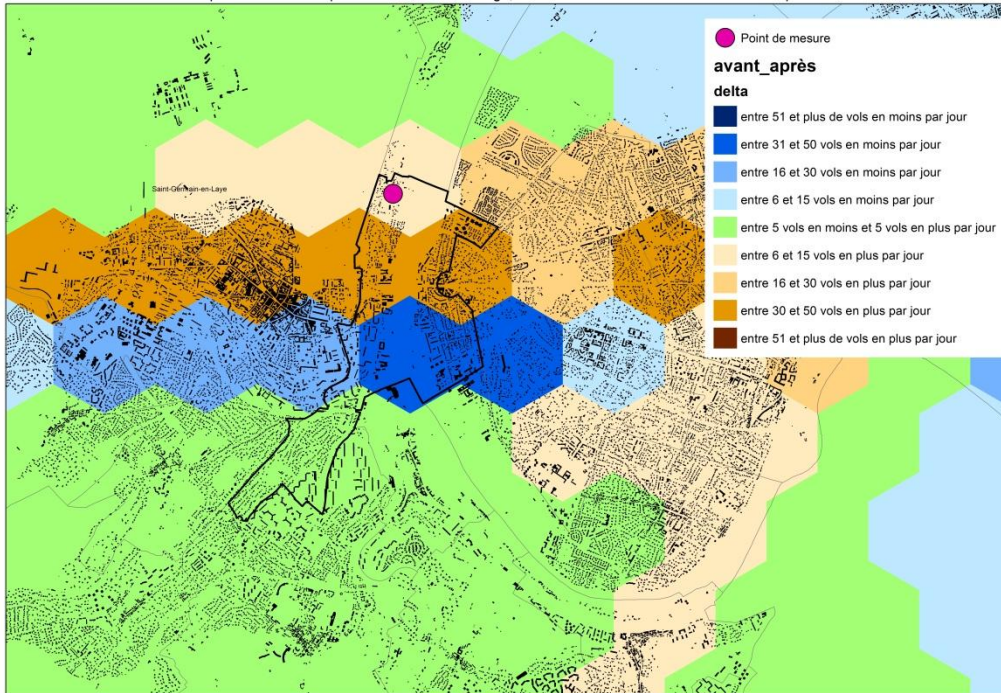 Point de mesure
avant_après
delta
entre 51 et plus de vols en moins par jour
entre 31 et 50 vols en moins par jour
entre 16 et 30 vols en moins par jour
entre 6 et 15 vols en moins par jour
entre 5 vols en moins et 5 vols en plus par jour
entre 6 et 15 vols en plus par jour
entre 16 et 30 vols en plus par jour
entre 30 et 50 vols en plus par jour
entre 51 et plus de vols en plus par jour
Saint-Germain-en-Laye